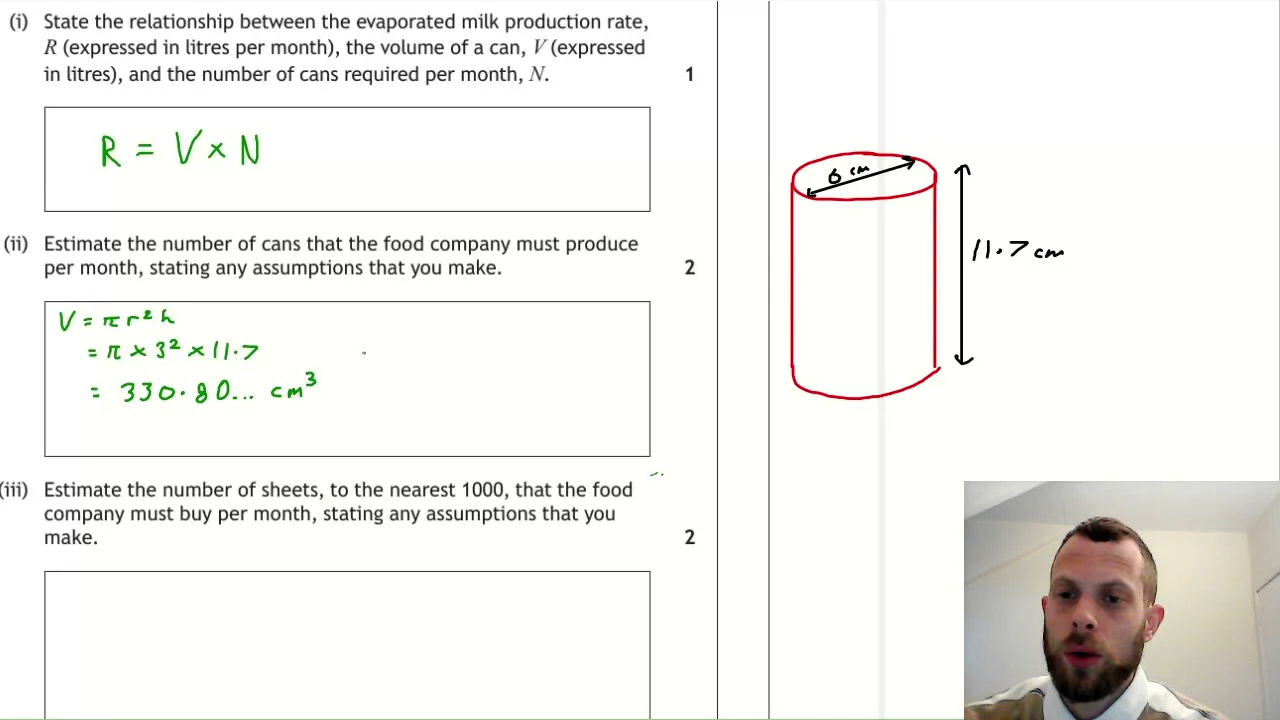 (i) State the relationship between the evaporated milk production rate,
R (expressed in litres per month), the volume of a can, V (expressed
in litres), and the number of cans required per month, N.
1
R = V × N
(ii) Estimate the number of cans that the food company must produce
per month, stating any assumptions that you make.
2
V = πr²h
= π × 3² × 11.7
= 330.80... cm³
(iii) Estimate the number of sheets, to the nearest 1000, that the food
company must buy per month, stating any assumptions that you
make.
2
6 cm
11.7 cm